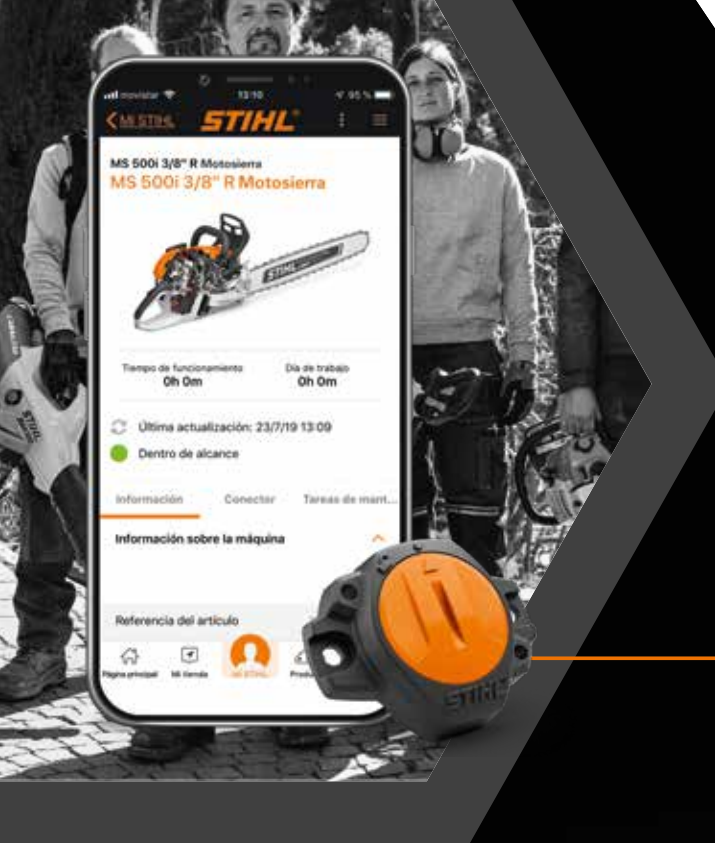 movistar
13:10
95 %
MI STIHL
STIHL
MS 500i 3/8" R Motosierra
MS 500i 3/8" R Motosierra
STIHL
Tiempo de funcionamiento
Día de trabajo
0h 0m
0h 0m
Última actualización: 23/7/19 13:09
Dentro de alcance
Información
Conector
Tareas de mant...
STIHL
Información sobre la máquina
Referencia del artículo
Página principal
Mi tienda
Mi STIHL
Produ
STIHL